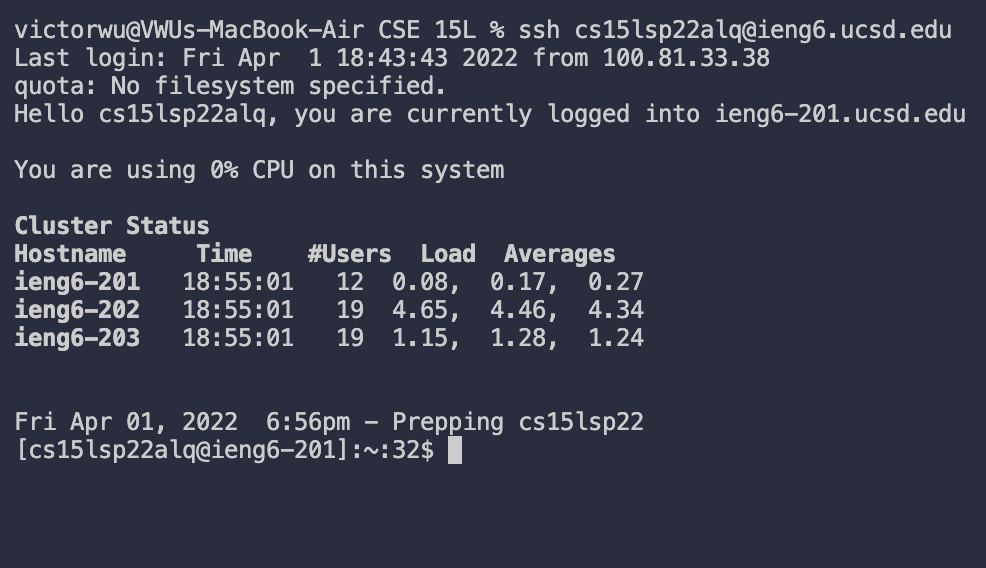 victorwu@VWUs-MacBook-Air CSE 15L % ssh cs15lsp22alq@ieng6.ucsd.edu
Last login: Fri Apr  1 18:43:43 2022 from 100.81.33.38
quota: No filesystem specified.
Hello cs15lsp22alq, you are currently logged into ieng6-201.ucsd.edu
You are using 0% CPU on this system
Cluster Status
Hostname     Time    #Users  Load  Averages
ieng6-201   18:55:01   12  0.08,  0.17,  0.27
ieng6-202   18:55:01   19  4.65,  4.46,  4.34
ieng6-203   18:55:01   19  1.15,  1.28,  1.24
Fri Apr 01, 2022  6:56pm - Prepping cs15lsp22
[cs15lsp22alq@ieng6-201]:~:32$